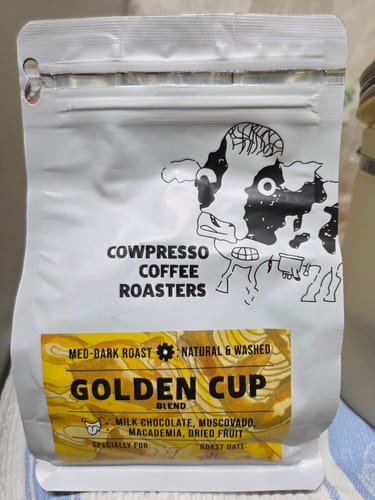 COWPRESSO
COFFEE
ROASTERS
MED-DARK ROAST NATURAL & WASHED
GOLDEN CUP
BLEND
MILK CHOCOLATE, MUSCOVADO,
MACADEMIA, DRIED FRUIT
SPECIALLY FOR: ROAST DATE: